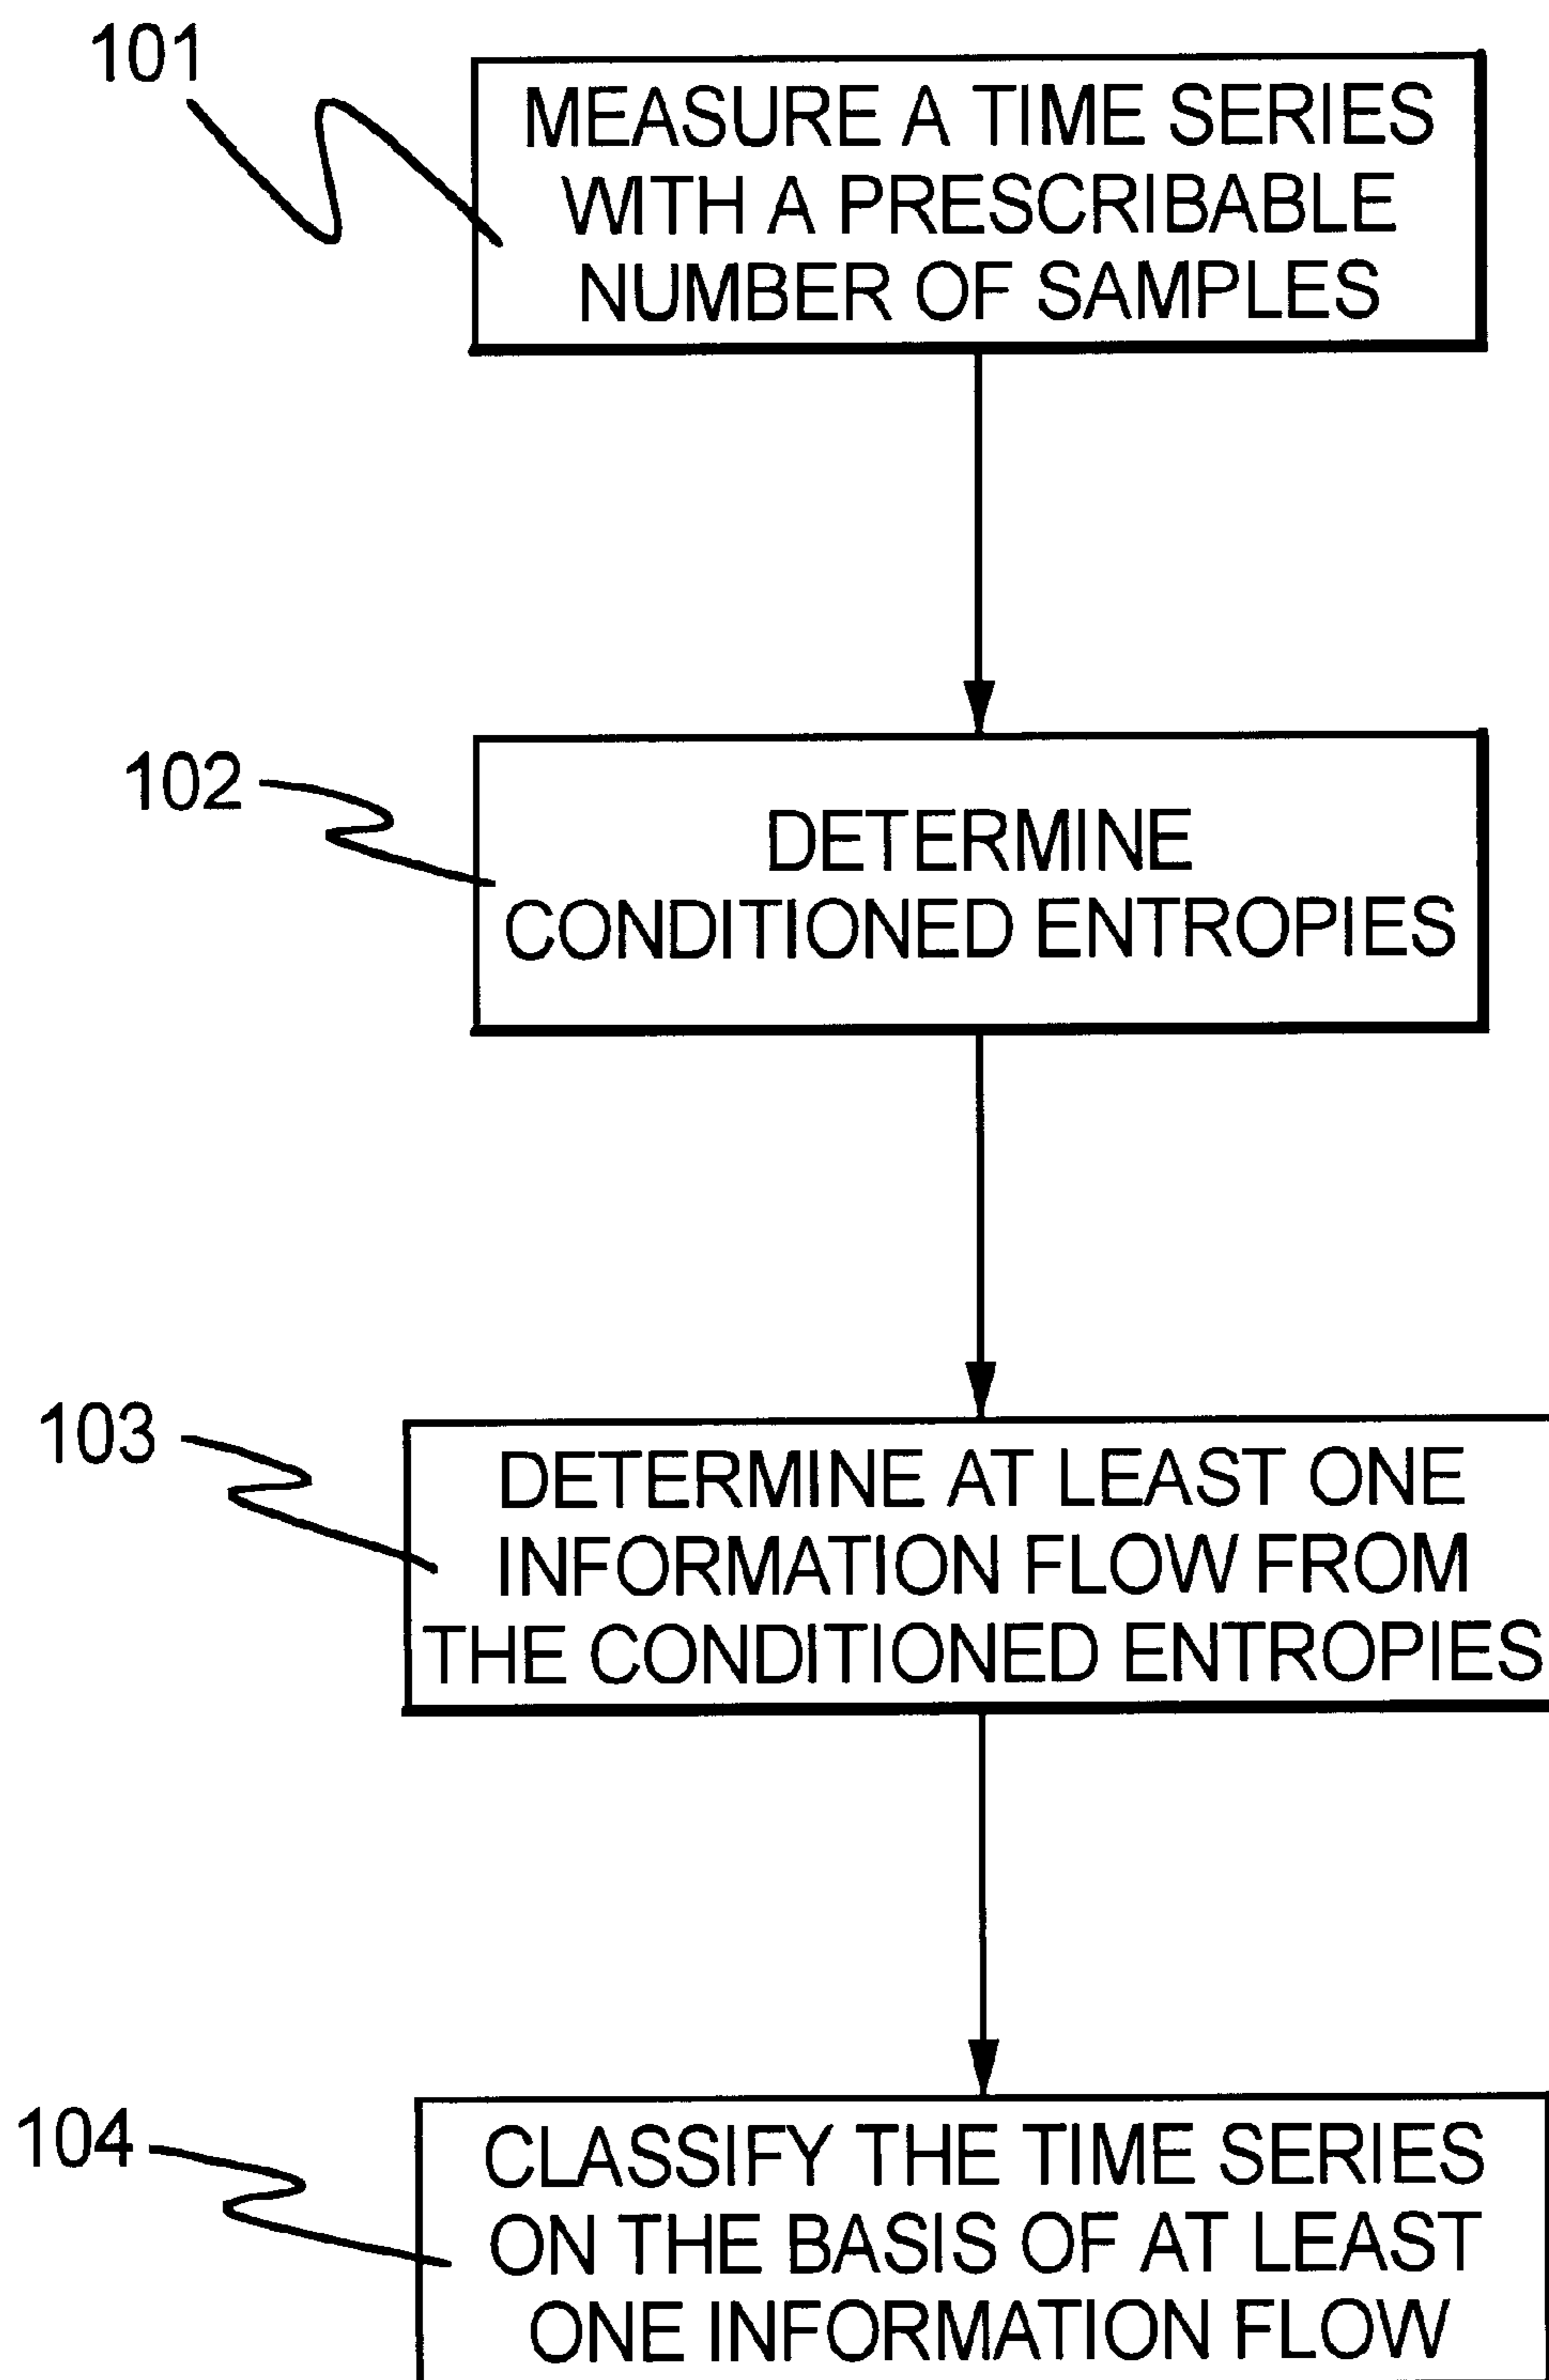 101
MEASURE A TIME SERIES
WITH A PRESCRIBABLE
NUMBER OF SAMPLES
102
DETERMINE
CONDITIONED ENTROPIES
103
DETERMINE AT LEAST ONE
INFORMATION FLOW FROM
THE CONDITIONED ENTROPIES
104
CLASSIFY THE TIME SERIES
ON THE BASIS OF AT LEAST
ONE INFORMATION FLOW